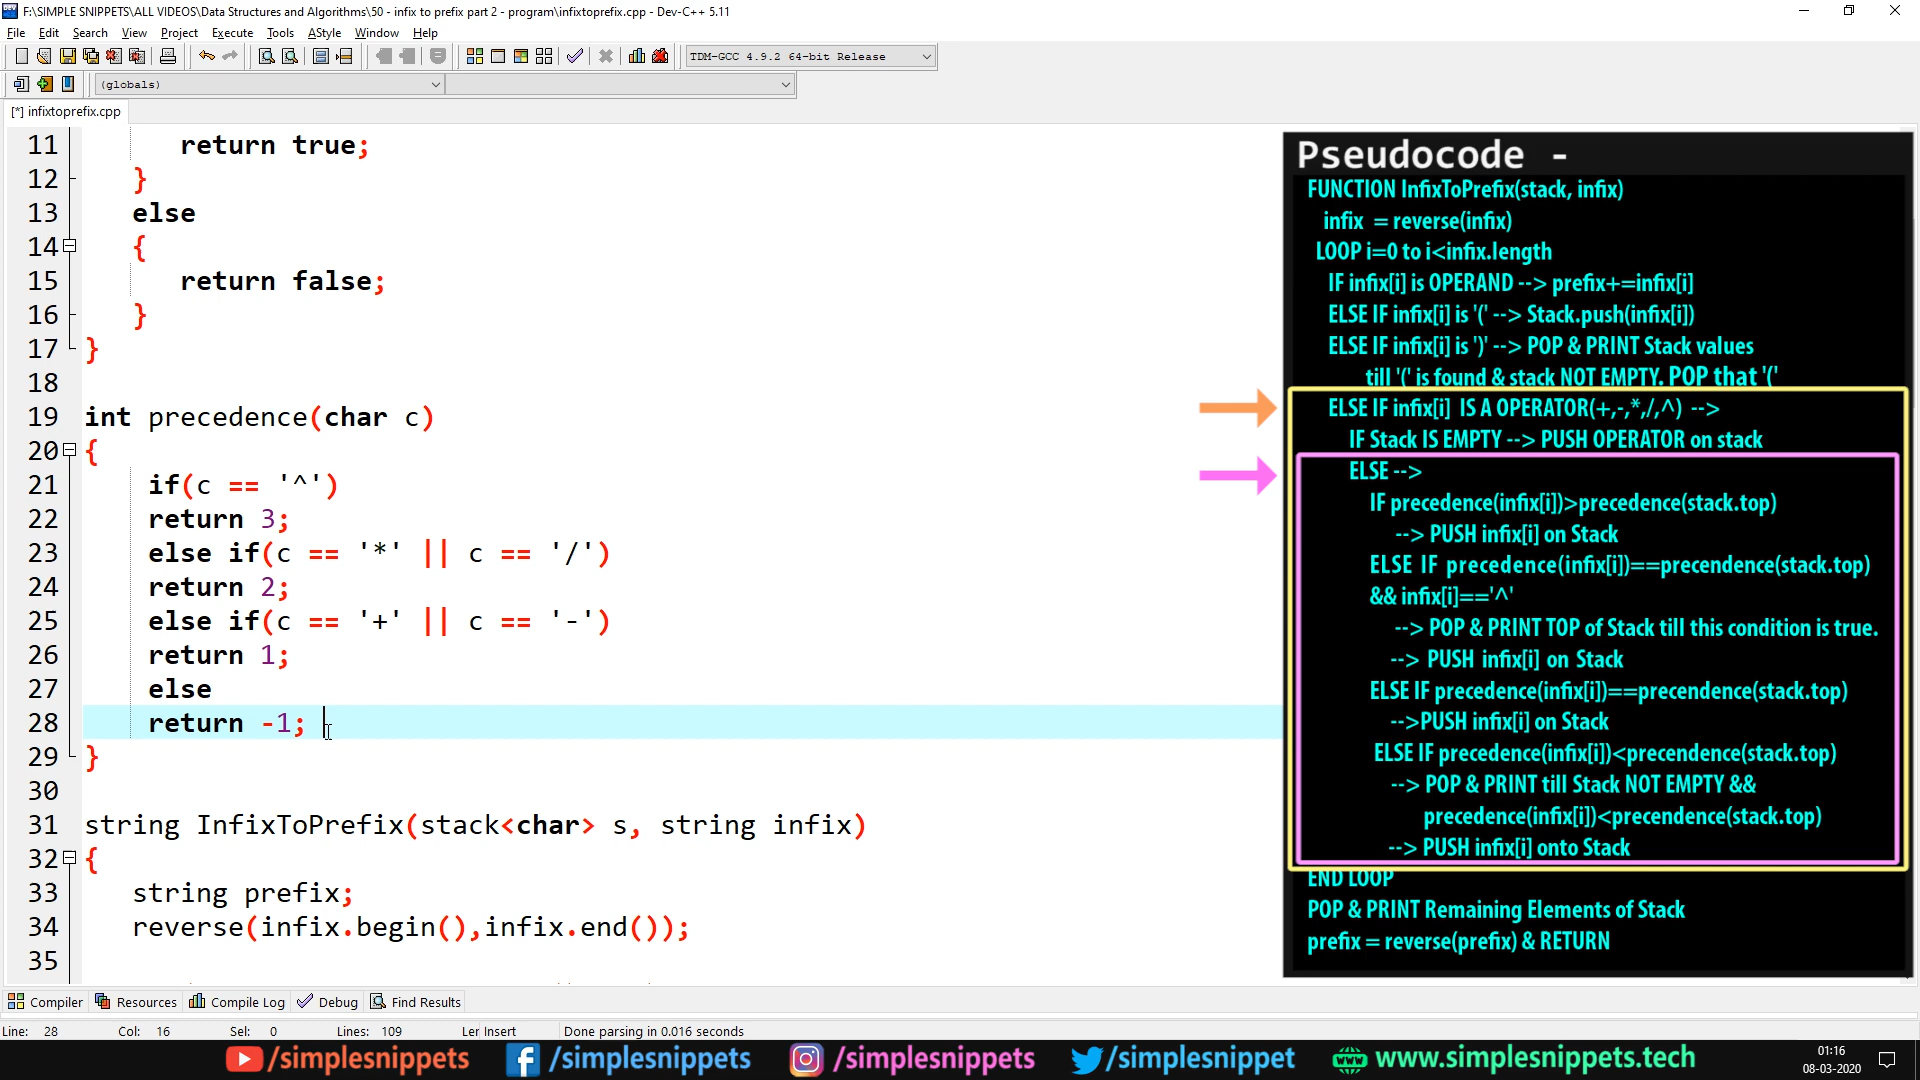 F:\SIMPLE SNIPPETS\ALL VIDEOS\Data Structures and Algorithms\50 - infix to prefix part 2 - program\infixtoprefix.cpp - Dev-C++ 5.11
File Edit Search View Project Execute Tools AStyle Window Help
TDM-GCC 4.9.2 64-bit Release
(globals)
[*] infixtoprefix.cpp
11 return true;
12 }
13 else
14 {
15 return false;
16 }
17 }
18
19 int precedence(char c)
20 {
21 if(c == '^')
22 return 3;
23 else if(c == '*' || c == '/')
24 return 2;
25 else if(c == '+' || c == '-')
26 return 1;
27 else
28 return -1;
29 }
30
31 string InfixToPrefix(stack<char> s, string infix)
32 {
33 string prefix;
34 reverse(infix.begin(),infix.end());
35
Pseudocode -
FUNCTION InfixToPrefix(stack, infix)
infix = reverse(infix)
LOOP i=0 to i<infix.length
IF infix[i] is OPERAND --> prefix+=infix[i]
ELSE IF infix[i] is '(' --> Stack.push(infix[i])
ELSE IF infix[i] is ')' --> POP & PRINT Stack values
till '(' is found & stack NOT EMPTY. POP that '('
ELSE IF infix[i] IS A OPERATOR(+,-,*,/,^) -->
IF Stack IS EMPTY --> PUSH OPERATOR on stack
ELSE -->
IF precedence(infix[i])>precedence(stack.top)
--> PUSH infix[i] on Stack
ELSE IF precedence(infix[i])==precendence(stack.top)
&& infix[i]=='^'
--> POP & PRINT TOP of Stack till this condition is true.
--> PUSH infix[i] on Stack
ELSE IF precedence(infix[i])==precendence(stack.top)
-->PUSH infix[i] on Stack
ELSE IF precedence(infix[i])<precendence(stack.top)
--> POP & PRINT till Stack NOT EMPTY &&
precedence(infix[i])<precendence(stack.top)
--> PUSH infix[i] onto Stack
END LOOP
POP & PRINT Remaining Elements of Stack
prefix = reverse(prefix) & RETURN
Compiler Resources Compile Log Debug Find Results
Line: 28 Col: 16 Sel: 0 Lines: 109 Ler Insert Done parsing in 0.016 seconds
/simplesnippets /simplesnippets /simplesnippets /simplesnippet www.simplesnippets.tech
01:16
08-03-2020